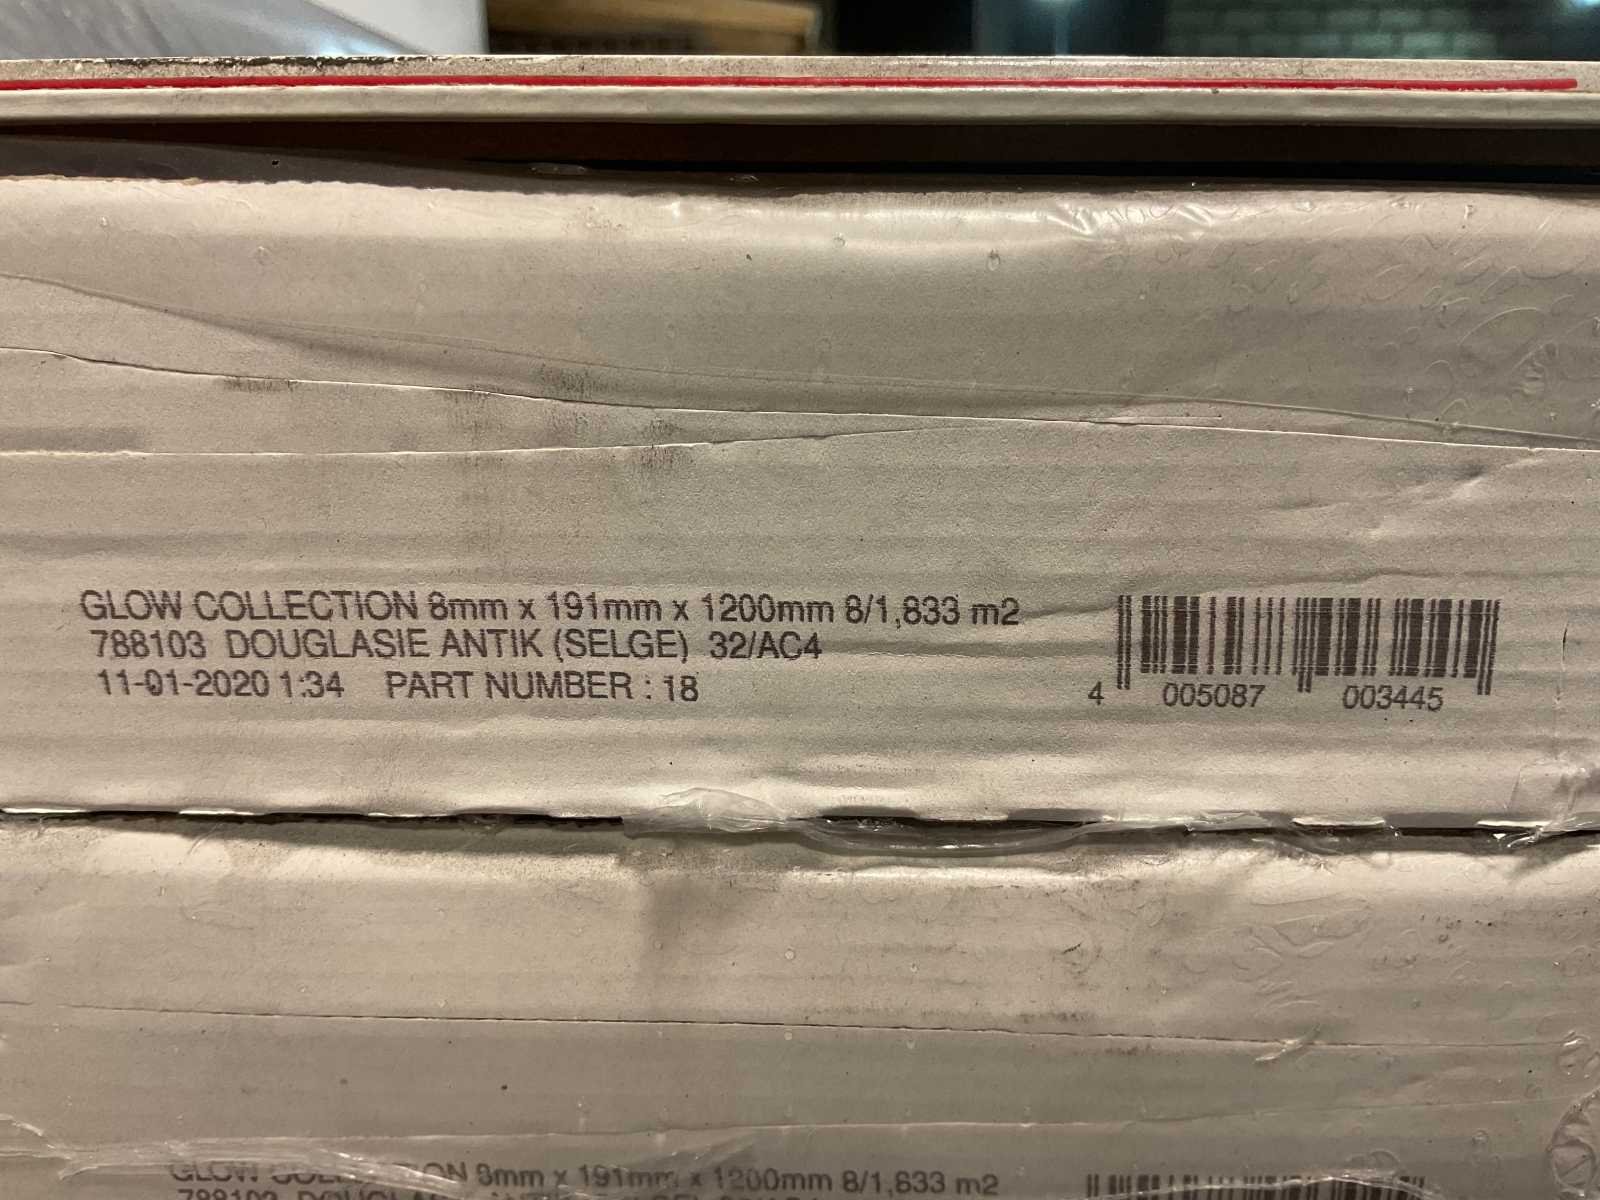 GLOW COLLECTION 8mm x 191mm x 1200mm 8/1,833 m2
788103 DOUGLASIE ANTIK (SELGE) 32/AC4
11-01-2020 1:34 PART NUMBER : 18
4 005087 003445
GLOW 8mm x 191mm x 1200mm 8/1,833 m2